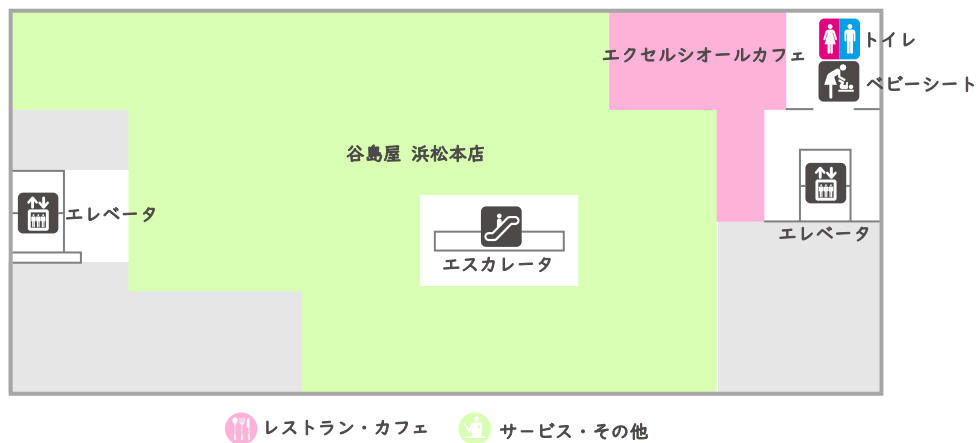 トイレ
エクセルシオールカフェ
ベビーシート
谷島屋 浜松本店
エレベータ
エレベータ
エスカレータ
レストラン・カフェ
サービス・その他